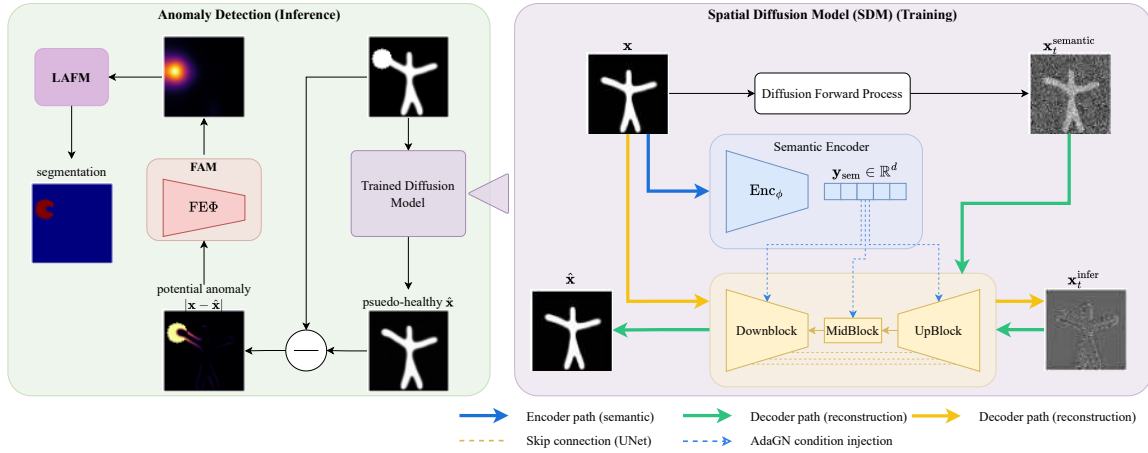 Anomaly Detection (Inference)
LAFM
segmentation
FAM
FEΦ
potential anomaly
|x − x̂|
Trained Diffusion
Model
psuedo-healthy x̂
Spatial Diffusion Model (SDM) (Training)
x
Diffusion Forward Process
x_t^semantic
Semantic Encoder
Enc_ϕ
y_sem ∈ ℝ^d
x̂
Downblock
MidBlock
UpBlock
x_t^infer
Encoder path (semantic)
Decoder path (reconstruction)
Decoder path (reconstruction)
Skip connection (UNet)
AdaGN condition injection